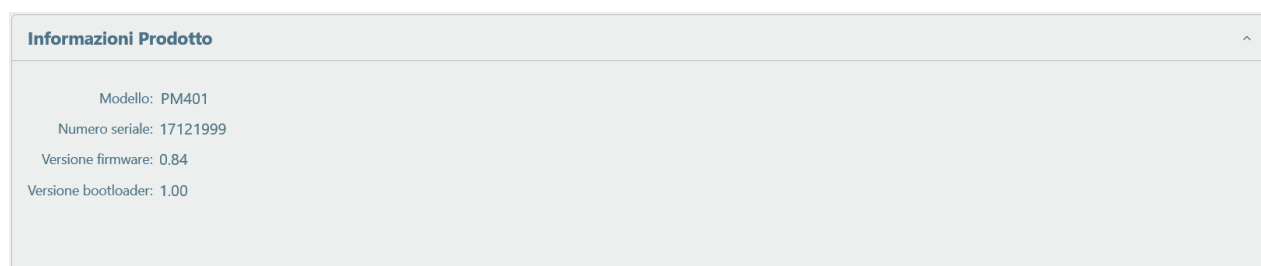 Informazioni Prodotto
Modello: PM401
Numero seriale: 17121999
Versione firmware: 0.84
Versione bootloader: 1.00